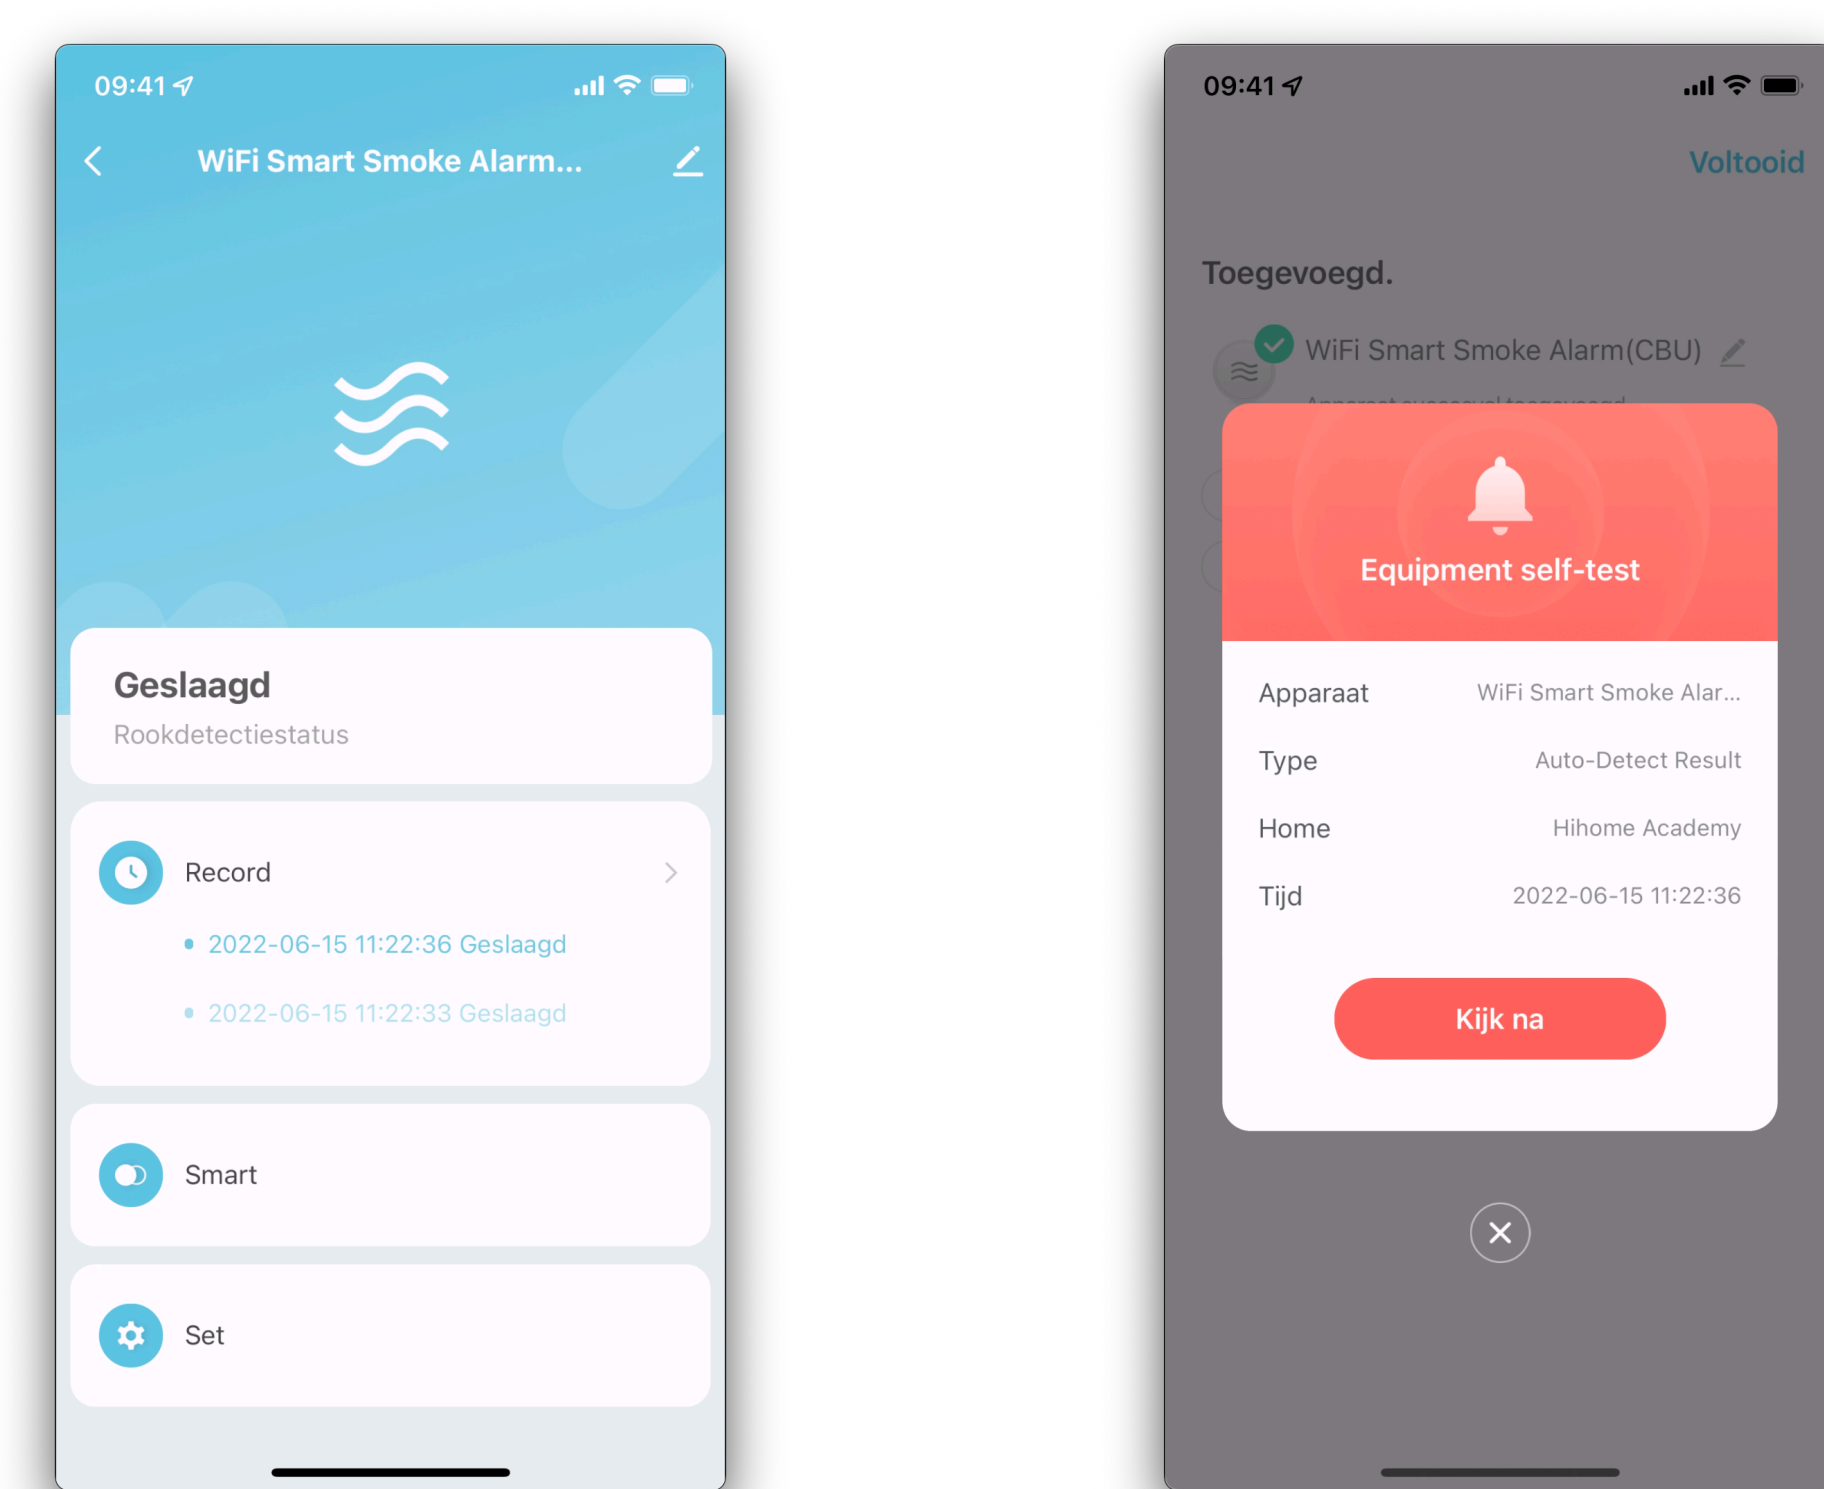 09:41
WiFi Smart Smoke Alarm...
Geslaagd
Rookdetectiestatus
Record
2022-06-15 11:22:36 Geslaagd
2022-06-15 11:22:33 Geslaagd
Smart
Set
09:41
Voltooid
Toegevoegd.
WiFi Smart Smoke Alarm(CBU)
Equipment self-test
Apparaat WiFi Smart Smoke Alar...
Type Auto-Detect Result
Home Hihome Academy
Tijd 2022-06-15 11:22:36
Kijk na